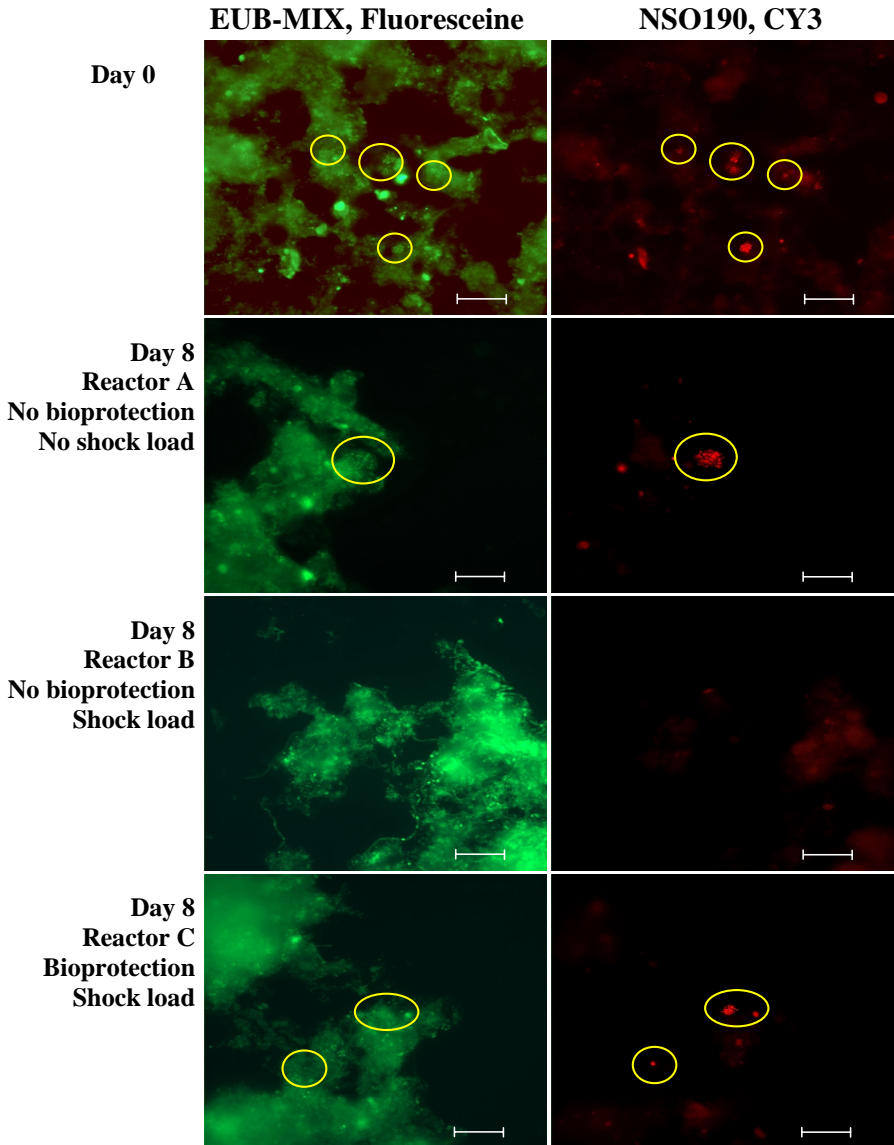 EUB-MIX, Fluoresceine
NSO190, CY3
Day 0
Day 8
Reactor A
No bioprotection
No shock load
Day 8
Reactor B
No bioprotection
Shock load
Day 8
Reactor C
Bioprotection
Shock load